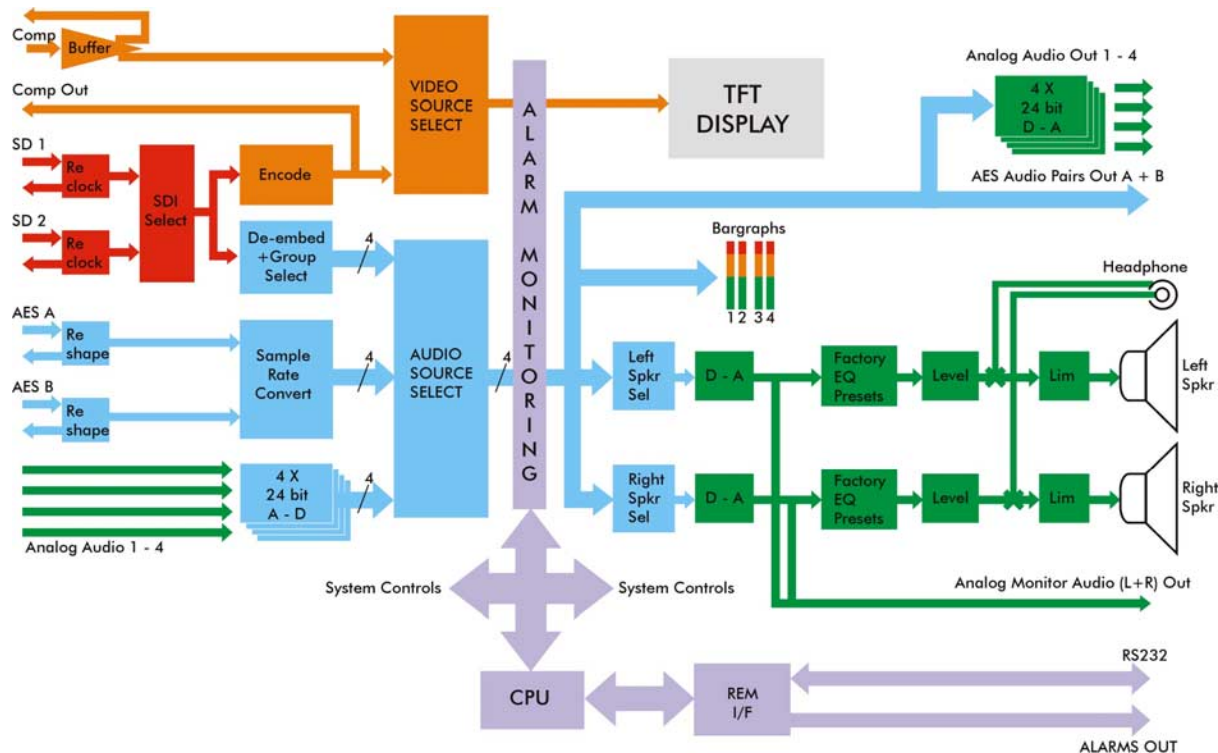 Comp
Buffer
Comp Out
SD 1
Re
clock
SD 2
Re
clock
SDI
Select
Encode
De-embed
+Group
Select
4
VIDEO
SOURCE
SELECT
AES A
Re
shape
AES B
Re
shape
Sample
Rate
Convert
4
Analog Audio 1 - 4
4 X
24 bit
A - D
4
AUDIO
SOURCE
SELECT
4
ALARM MONITORING
TFT
DISPLAY
Analog Audio Out 1 - 4
4 X
24 bit
D - A
AES Audio Pairs Out A + B
Bargraphs
1 2 3 4
Headphone
Left
Spkr
Sel
D - A
Factory
EQ
Presets
Level
Lim
Left
Spkr
Right
Spkr
Sel
D - A
Factory
EQ
Presets
Level
Lim
Right
Spkr
Analog Monitor Audio (L+R) Out
System Controls
System Controls
CPU
REM
I/F
RS232
ALARMS OUT